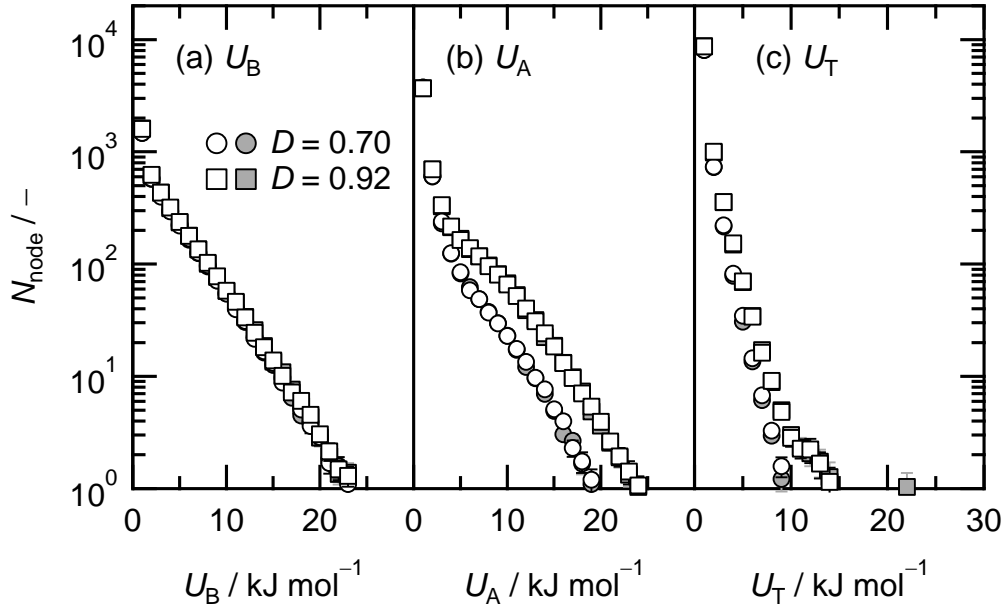 (a) U_B (b) U_A (c) U_T
D = 0.70
D = 0.92
N_node / −
10^4
10^3
10^2
10^1
10^0
0 10 20 0 10 20 0 10 20 30
U_B / kJ mol^−1 U_A / kJ mol^−1 U_T / kJ mol^−1